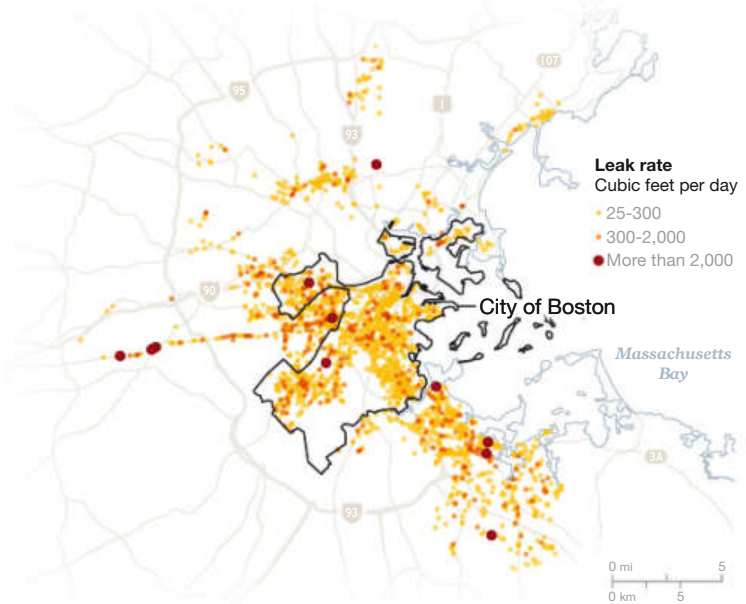 107
95
1
93
Leak rate
Cubic feet per day
25-300
300-2,000
More than 2,000
90
City of Boston
Massachusetts
Bay
3A
93
0 mi 5
0 km 5